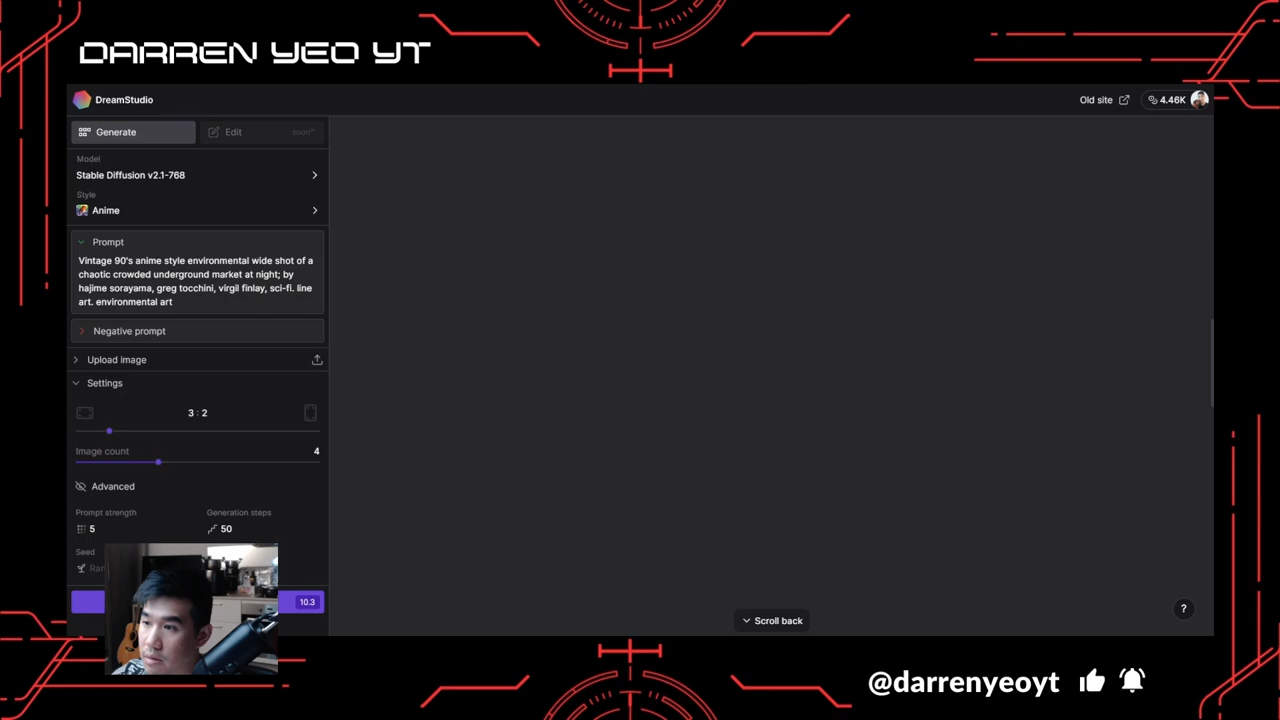 DARREN YEO YT
DreamStudio
Old site
4.46K
Generate
Edit
soon™
Model
Stable Diffusion v2.1-768
Style
Anime
Prompt
Vintage 90's anime style environmental wide shot of a
chaotic crowded underground market at night; by
hajime sorayama, greg tocchini, virgil finlay, sci-fi. line
art. environmental art
Negative prompt
Upload image
Settings
3 : 2
Image count
4
Advanced
Prompt strength
Generation steps
5
50
Seed
10.3
Scroll back
?
@darrenyeoyt